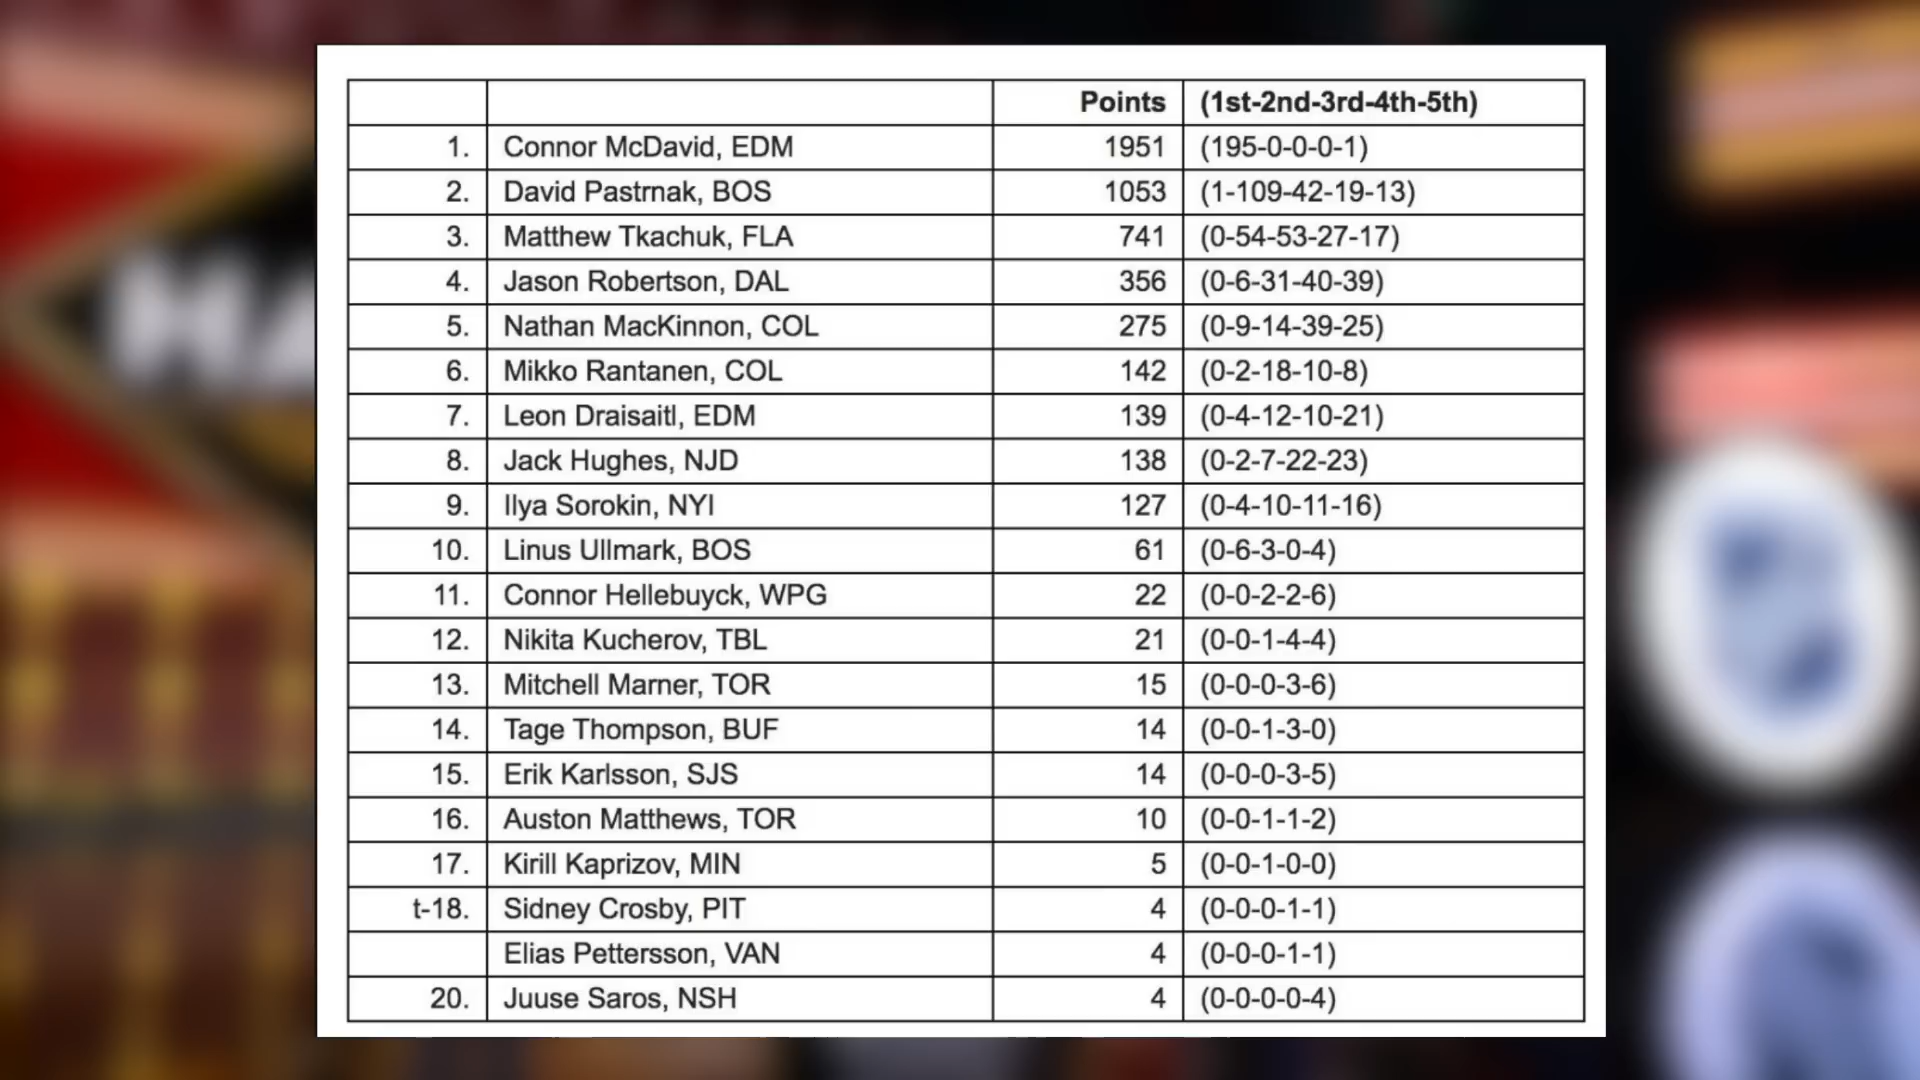 Points (1st-2nd-3rd-4th-5th)
1. Connor McDavid, EDM 1951 (195-0-0-0-1)
2. David Pastrnak, BOS 1053 (1-109-42-19-13)
3. Matthew Tkachuk, FLA 741 (0-54-53-27-17)
4. Jason Robertson, DAL 356 (0-6-31-40-39)
5. Nathan MacKinnon, COL 275 (0-9-14-39-25)
6. Mikko Rantanen, COL 142 (0-2-18-10-8)
7. Leon Draisaitl, EDM 139 (0-4-12-10-21)
8. Jack Hughes, NJD 138 (0-2-7-22-23)
9. Ilya Sorokin, NYI 127 (0-4-10-11-16)
10. Linus Ullmark, BOS 61 (0-6-3-0-4)
11. Connor Hellebuyck, WPG 22 (0-0-2-2-6)
12. Nikita Kucherov, TBL 21 (0-0-1-4-4)
13. Mitchell Marner, TOR 15 (0-0-0-3-6)
14. Tage Thompson, BUF 14 (0-0-1-3-0)
15. Erik Karlsson, SJS 14 (0-0-0-3-5)
16. Auston Matthews, TOR 10 (0-0-1-1-2)
17. Kirill Kaprizov, MIN 5 (0-0-1-0-0)
t-18. Sidney Crosby, PIT 4 (0-0-0-1-1)
Elias Pettersson, VAN 4 (0-0-0-1-1)
20. Juuse Saros, NSH 4 (0-0-0-0-4)
HA